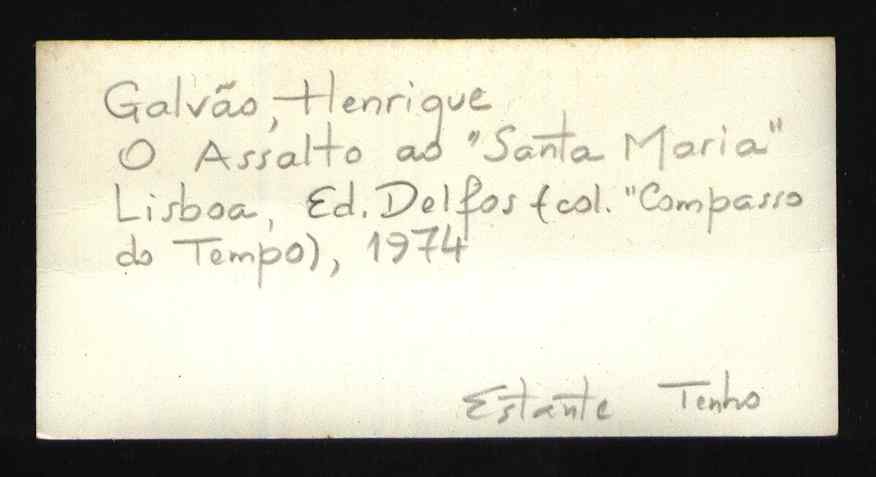 Galvão, Henrique
O Assalto ao "Santa Maria"
Lisboa, Ed. Delfos (col. "Compasso
do Tempo), 1974
Estante Tenho